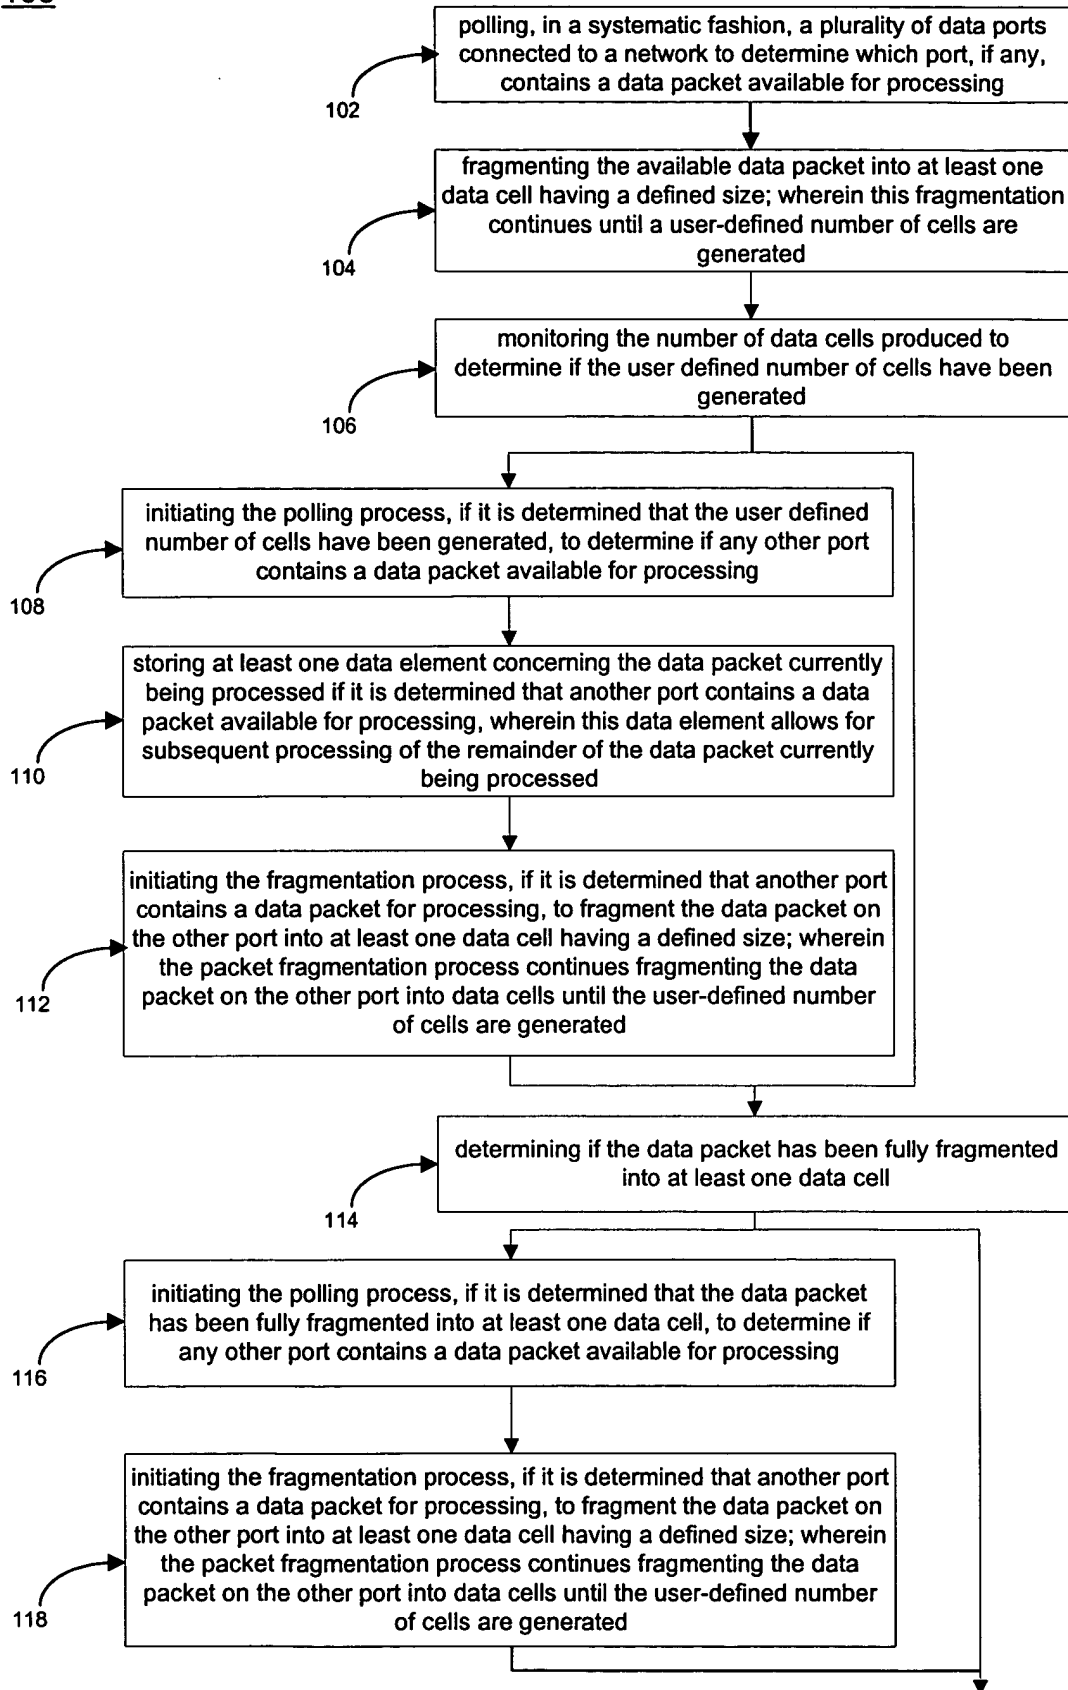 polling, in a systematic fashion, a plurality of data ports
connected to a network to determine which port, if any,
contains a data packet available for processing
102
fragmenting the available data packet into at least one
data cell having a defined size; wherein this fragmentation
continues until a user-defined number of cells are
generated
104
monitoring the number of data cells produced to
determine if the user defined number of cells have been
generated
106
initiating the polling process, if it is determined that the user defined
number of cells have been generated, to determine if any other port
contains a data packet available for processing
108
storing at least one data element concerning the data packet currently
being processed if it is determined that another port contains a data
packet available for processing, wherein this data element allows for
subsequent processing of the remainder of the data packet currently
being processed
110
initiating the fragmentation process, if it is determined that another port
contains a data packet for processing, to fragment the data packet on
the other port into at least one data cell having a defined size; wherein
the packet fragmentation process continues fragmenting the data
packet on the other port into data cells until the user-defined number
of cells are generated
112
determining if the data packet has been fully fragmented
into at least one data cell
114
initiating the polling process, if it is determined that the data packet
has been fully fragmented into at least one data cell, to determine if
any other port contains a data packet available for processing
116
initiating the fragmentation process, if it is determined that another port
contains a data packet for processing, to fragment the data packet on
the other port into at least one data cell having a defined size; wherein
the packet fragmentation process continues fragmenting the data
packet on the other port into data cells until the user-defined number
of cells are generated
118